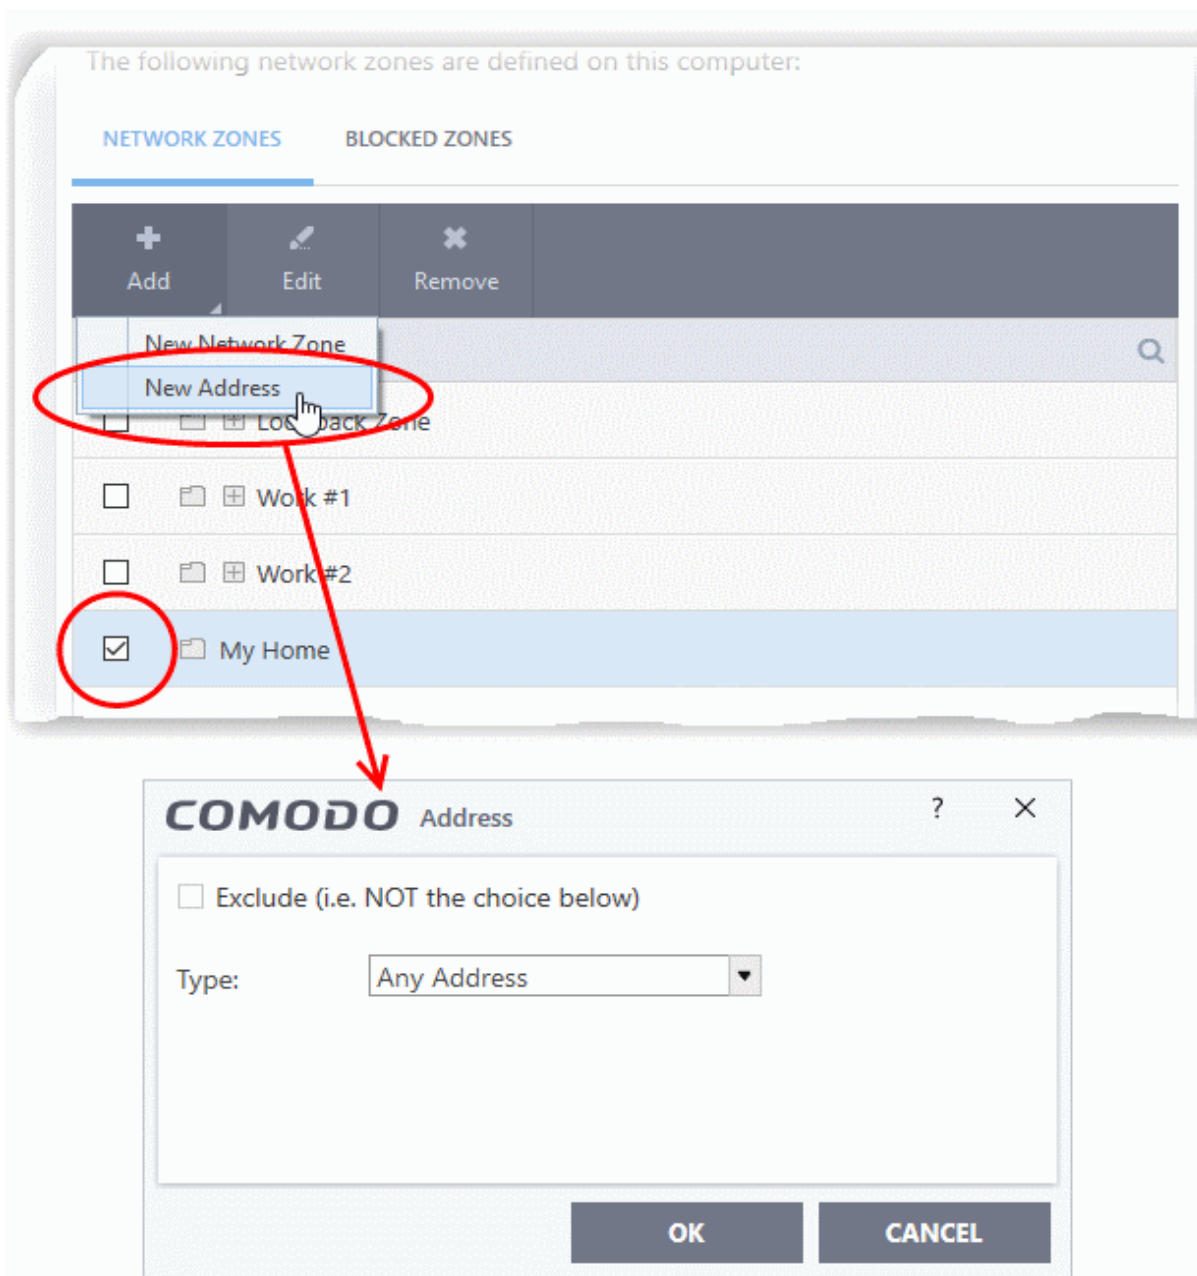 The following network zones are defined on this computer:
NETWORK ZONES BLOCKED ZONES
Add Edit Remove
New Network Zone
New Address
Loopback Zone
Work #1
Work #2
My Home
COMODO Address ?
Exclude (i.e. NOT the choice below)
Type: Any Address
OK CANCEL